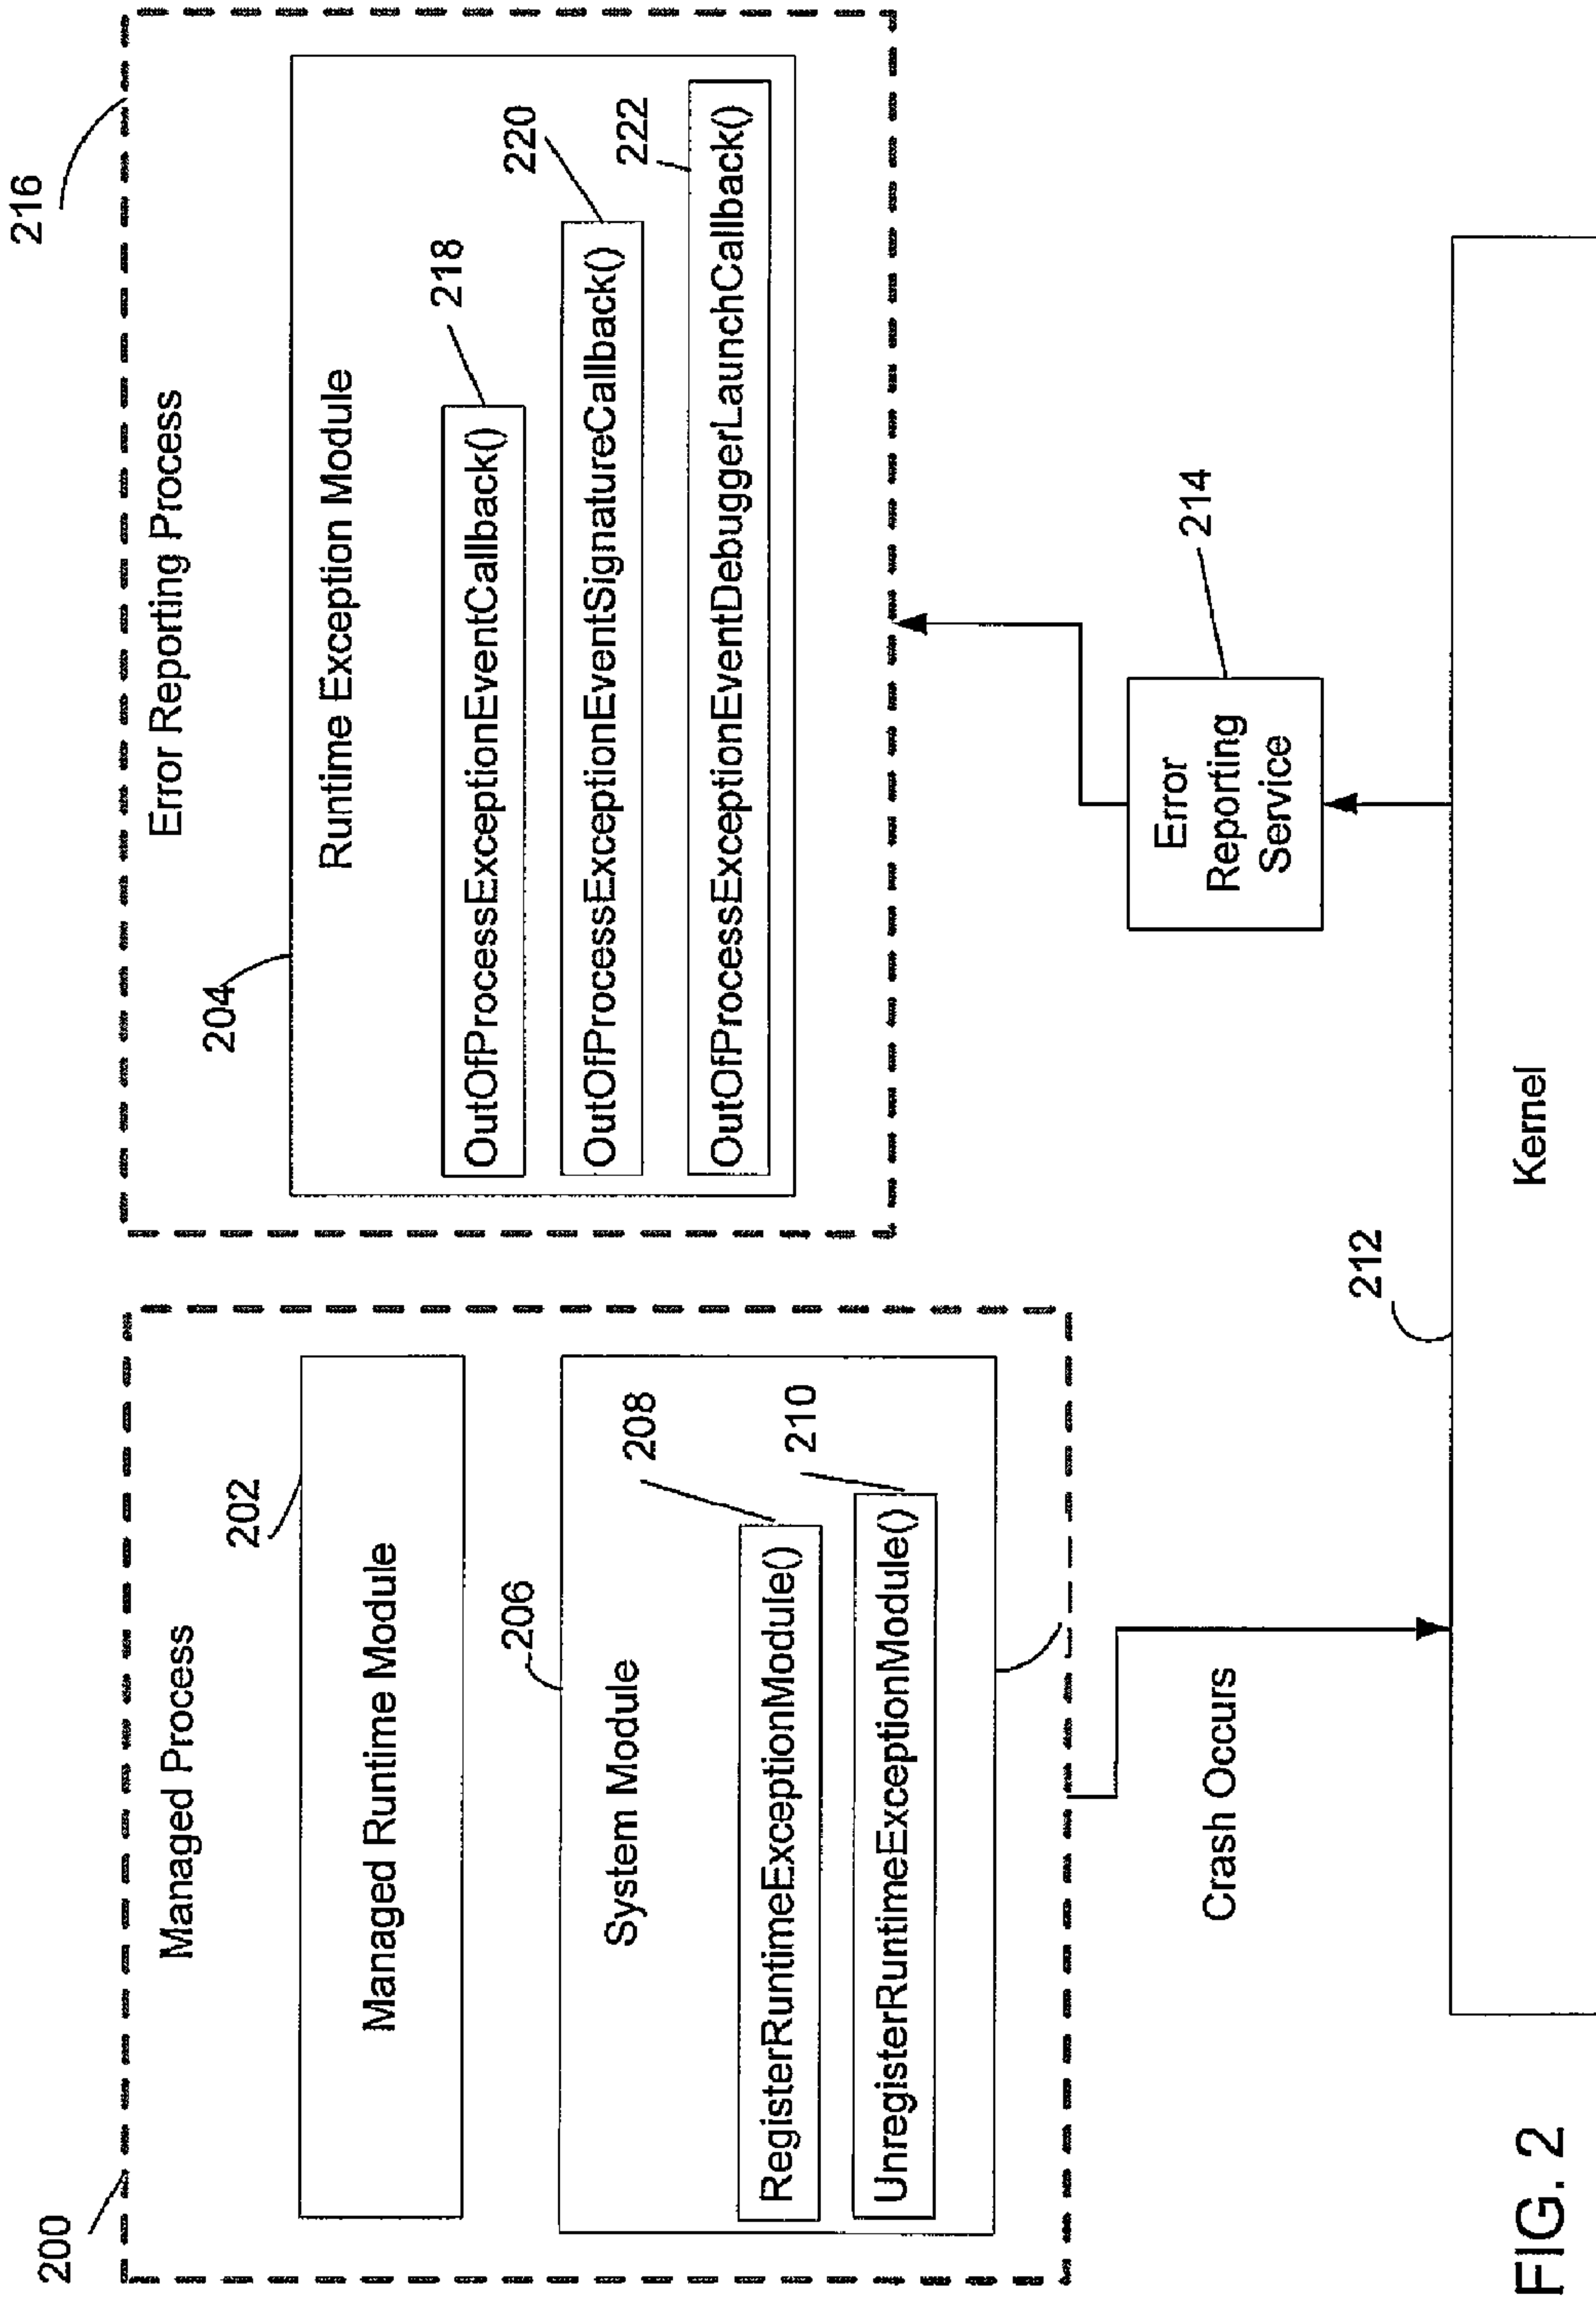 200
Managed Process
202
Managed Runtime Module
206
System Module
208
RegisterRuntimeExceptionModule()
210
UnregisterRuntimeExceptionModule()
Crash Occurs
216
Error Reporting Process
204
Runtime Exception Module
218
OutOfProcessExceptionEventCallback()
220
OutOfProcessExceptionEventSignatureCallback()
222
OutOfProcessExceptionEventDebuggerLaunchCallback()
214
Error
Reporting
Service
212
Kernel
FIG. 2